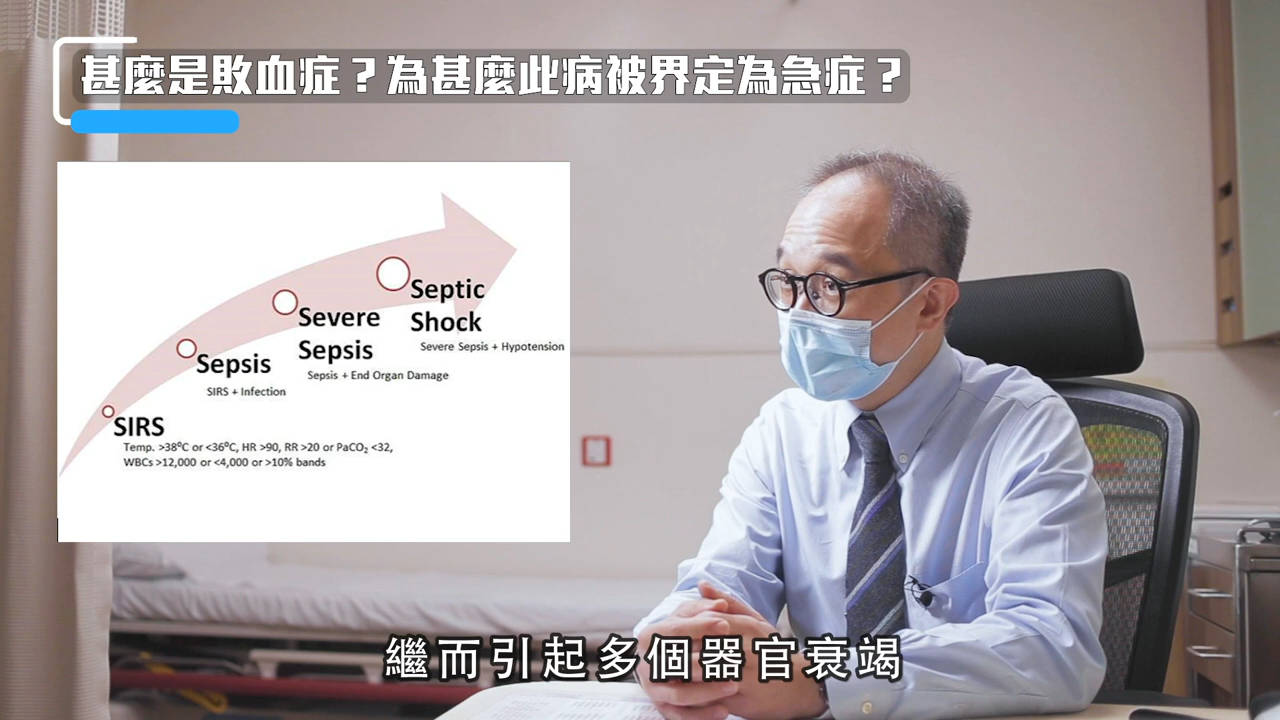 甚麼是敗血症？為甚麼此病被界定為急症？
Septic
Shock
Severe Sepsis + Hypotension
Severe
Sepsis
Sepsis + End Organ Damage
Sepsis
SIRS + Infection
SIRS
Temp. >38⁰C or <36⁰C, HR >90, RR >20 or PaCO₂ <32,
WBCs >12,000 or <4,000 or >10% bands
繼而引起多個器官衰竭